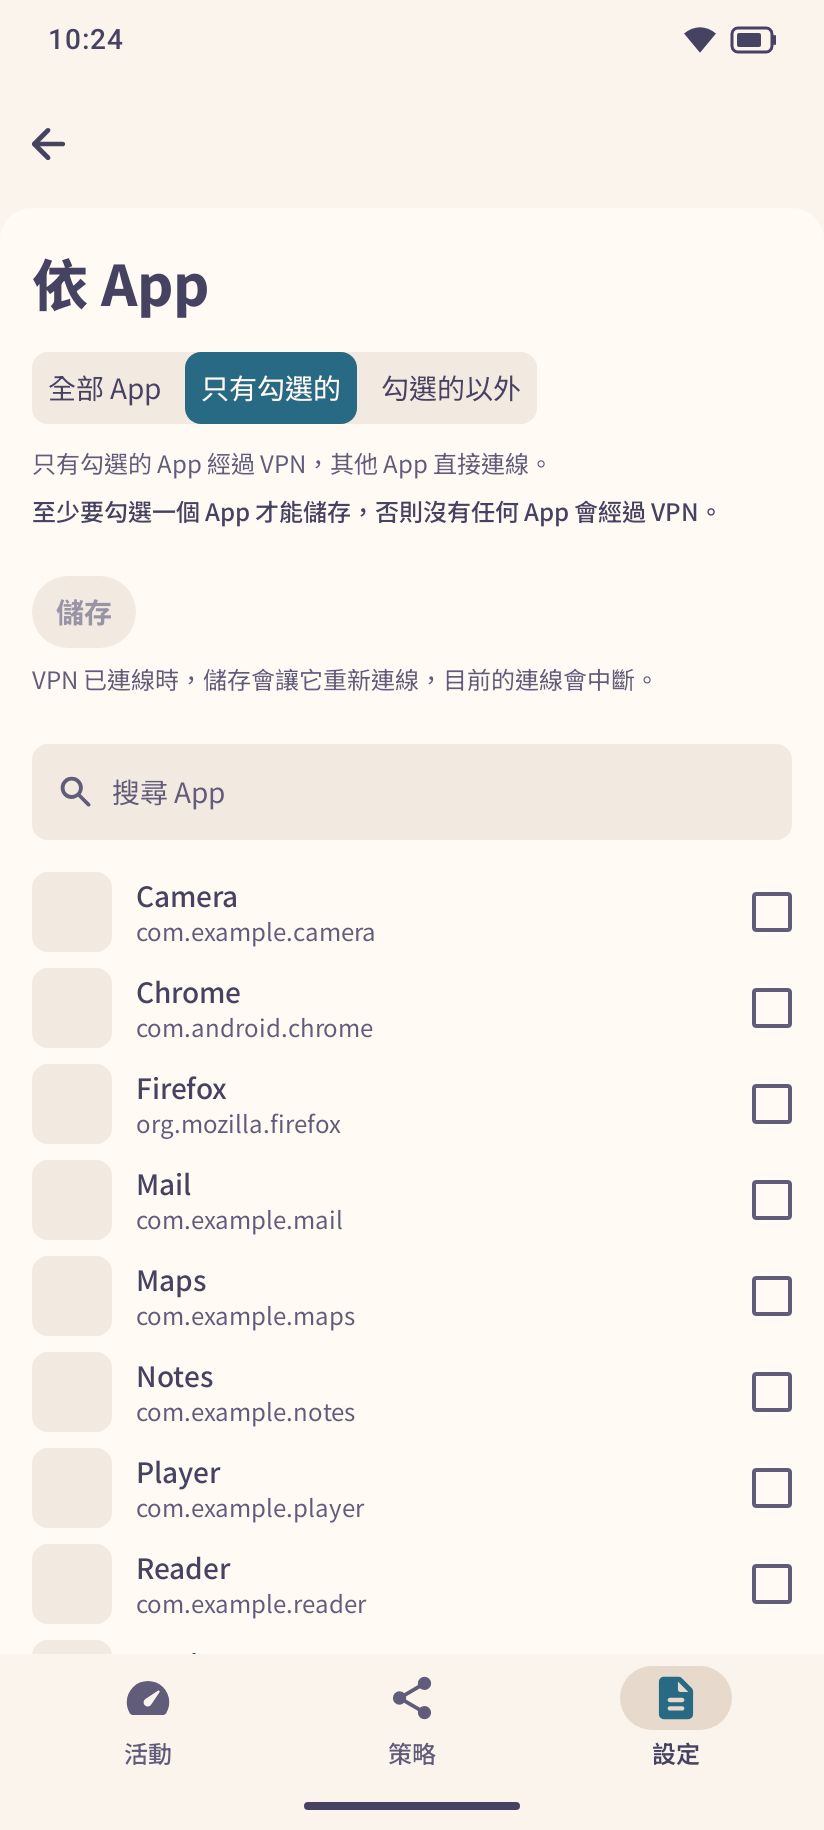 10:24
依 App
全部 App
只有勾選的
勾選的以外
只有勾選的 App 經過 VPN，其他 App 直接連線。
至少要勾選一個 App 才能儲存，否則沒有任何 App 會經過 VPN。
儲存
VPN 已連線時，儲存會讓它重新連線，目前的連線會中斷。
搜尋 App
Camera
com.example.camera
Chrome
com.android.chrome
Firefox
org.mozilla.firefox
Mail
com.example.mail
Maps
com.example.maps
Notes
com.example.notes
Player
com.example.player
Reader
com.example.reader
活動
策略
設定